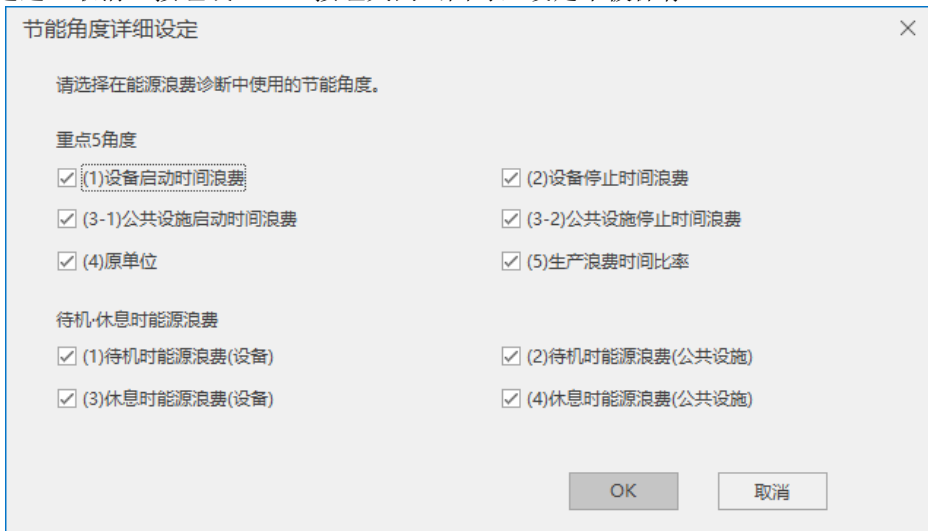 节能角度详细设定
请选择在能源浪费诊断中使用的节能角度。
重点5角度
(1)设备启动时间浪费 (2)设备停止时间浪费
(3-1)公共设施启动时间浪费 (3-2)公共设施停止时间浪费
(4)原单位 (5)生产浪费时间比率
待机·休息时能源浪费
(1)待机时能源浪费(设备) (2)待机时能源浪费(公共设施)
(3)休息时能源浪费(设备) (4)休息时能源浪费(公共设施)
OK 取消